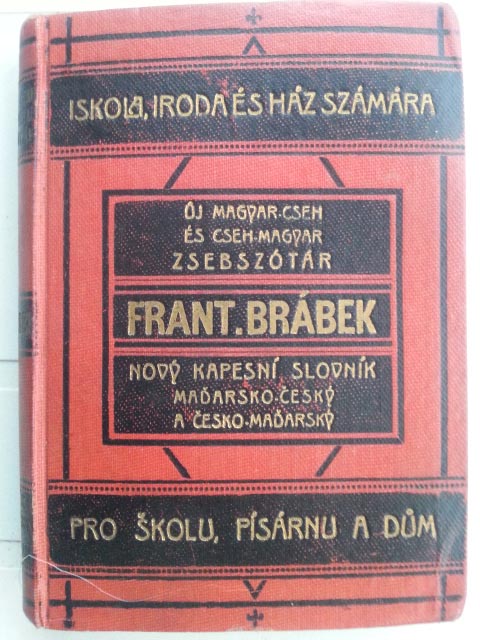 ISKOLA, IRODA ÉS HÁZ SZÁMÁRA
ÚJ MAGYAR-CSEH
ÉS CSEH-MAGYAR
ZSEBSZÓTÁR
FRANT. BRÁBEK
NOVÝ KAPESNÍ SLOVNÍK
MAĎARSKO-ČESKÝ
A ČESKO-MAĎARSKÝ
PRO ŠKOLU, PÍSÁRNU A DŮM